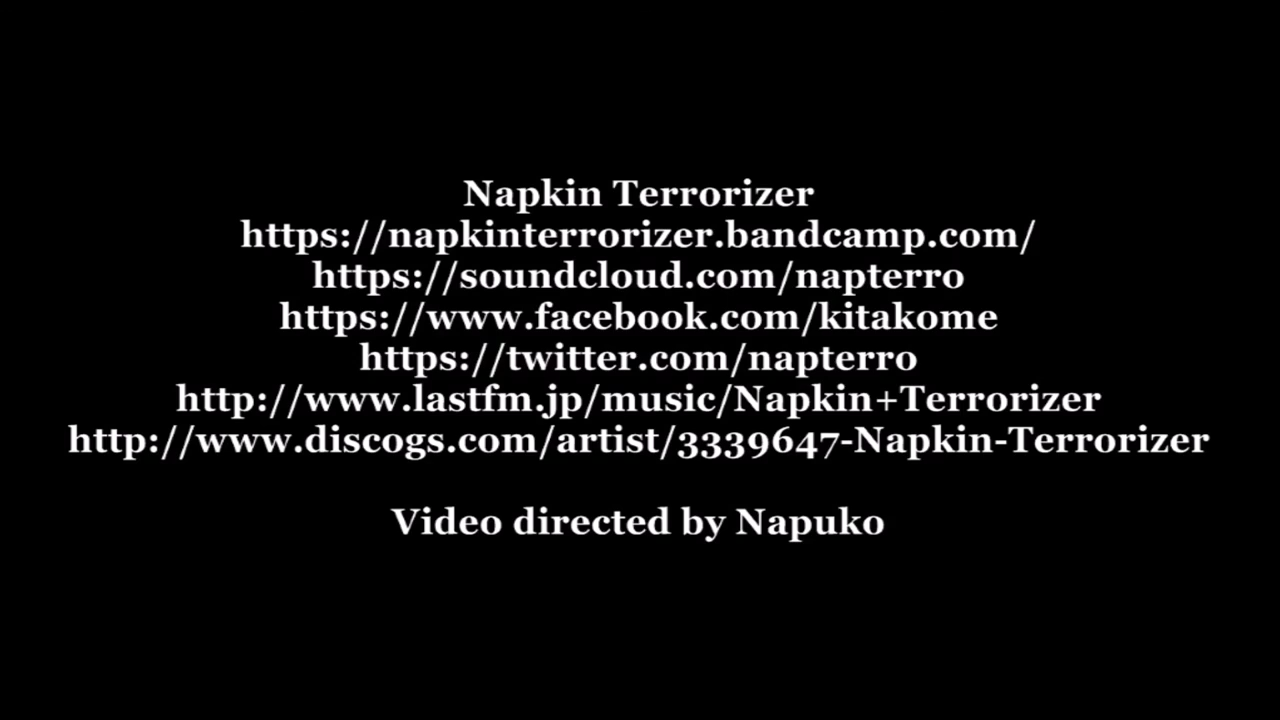 Napkin Terrorizer
https://napkinterrorizer.bandcamp.com/
https://soundcloud.com/napterro
https://www.facebook.com/kitakome
https://twitter.com/napterro
http://www.lastfm.jp/music/Napkin+Terrorizer
http://www.discogs.com/artist/3339647-Napkin-Terrorizer
Video directed by Napuko